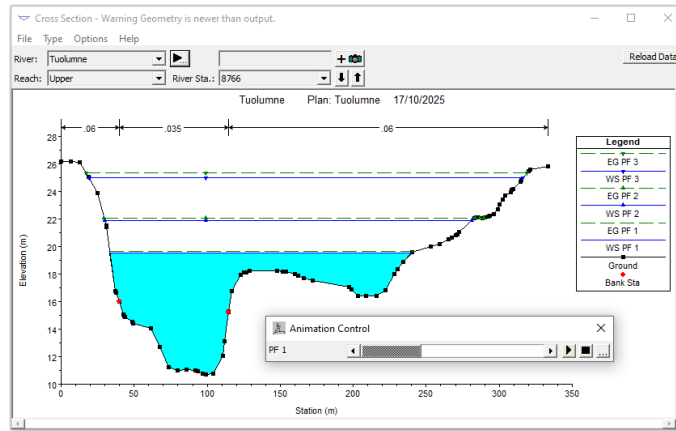 Cross Section - Warning Geometry is newer than output.
File Type Options Help
River: Tuolumne
Reload Data
Reach: Upper River Sta.: 8766
Tuolumne Plan: Tuolumne 17/10/2025
.06 .035 .06
28
26
24
22
20
18
16
14
12
10
Elevation (m)
0 50 100 150 200 250 300 350
Station (m)
Legend
EG PF 3
WS PF 3
EG PF 2
WS PF 2
EG PF 1
WS PF 1
Ground
Bank Sta
Animation Control
PF 1
...